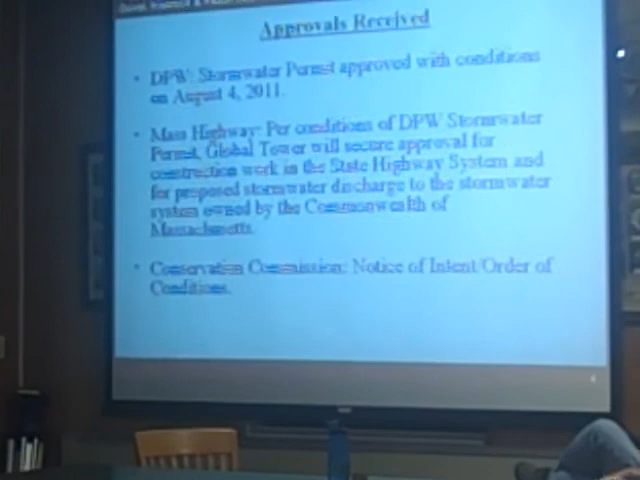 Approvals Received
• DPW: Stormwater Permit approved with conditions
on August 4, 2011.
• Mass Highway: Per conditions of DPW Stormwater
Permit, Global Tower will secure approval for
construction work in the State Highway System and
for proposed stormwater discharge to the stormwater
system owned by the Commonwealth of
Massachusetts.
• Conservation Commission: Notice of Intent/Order of
Conditions.
4